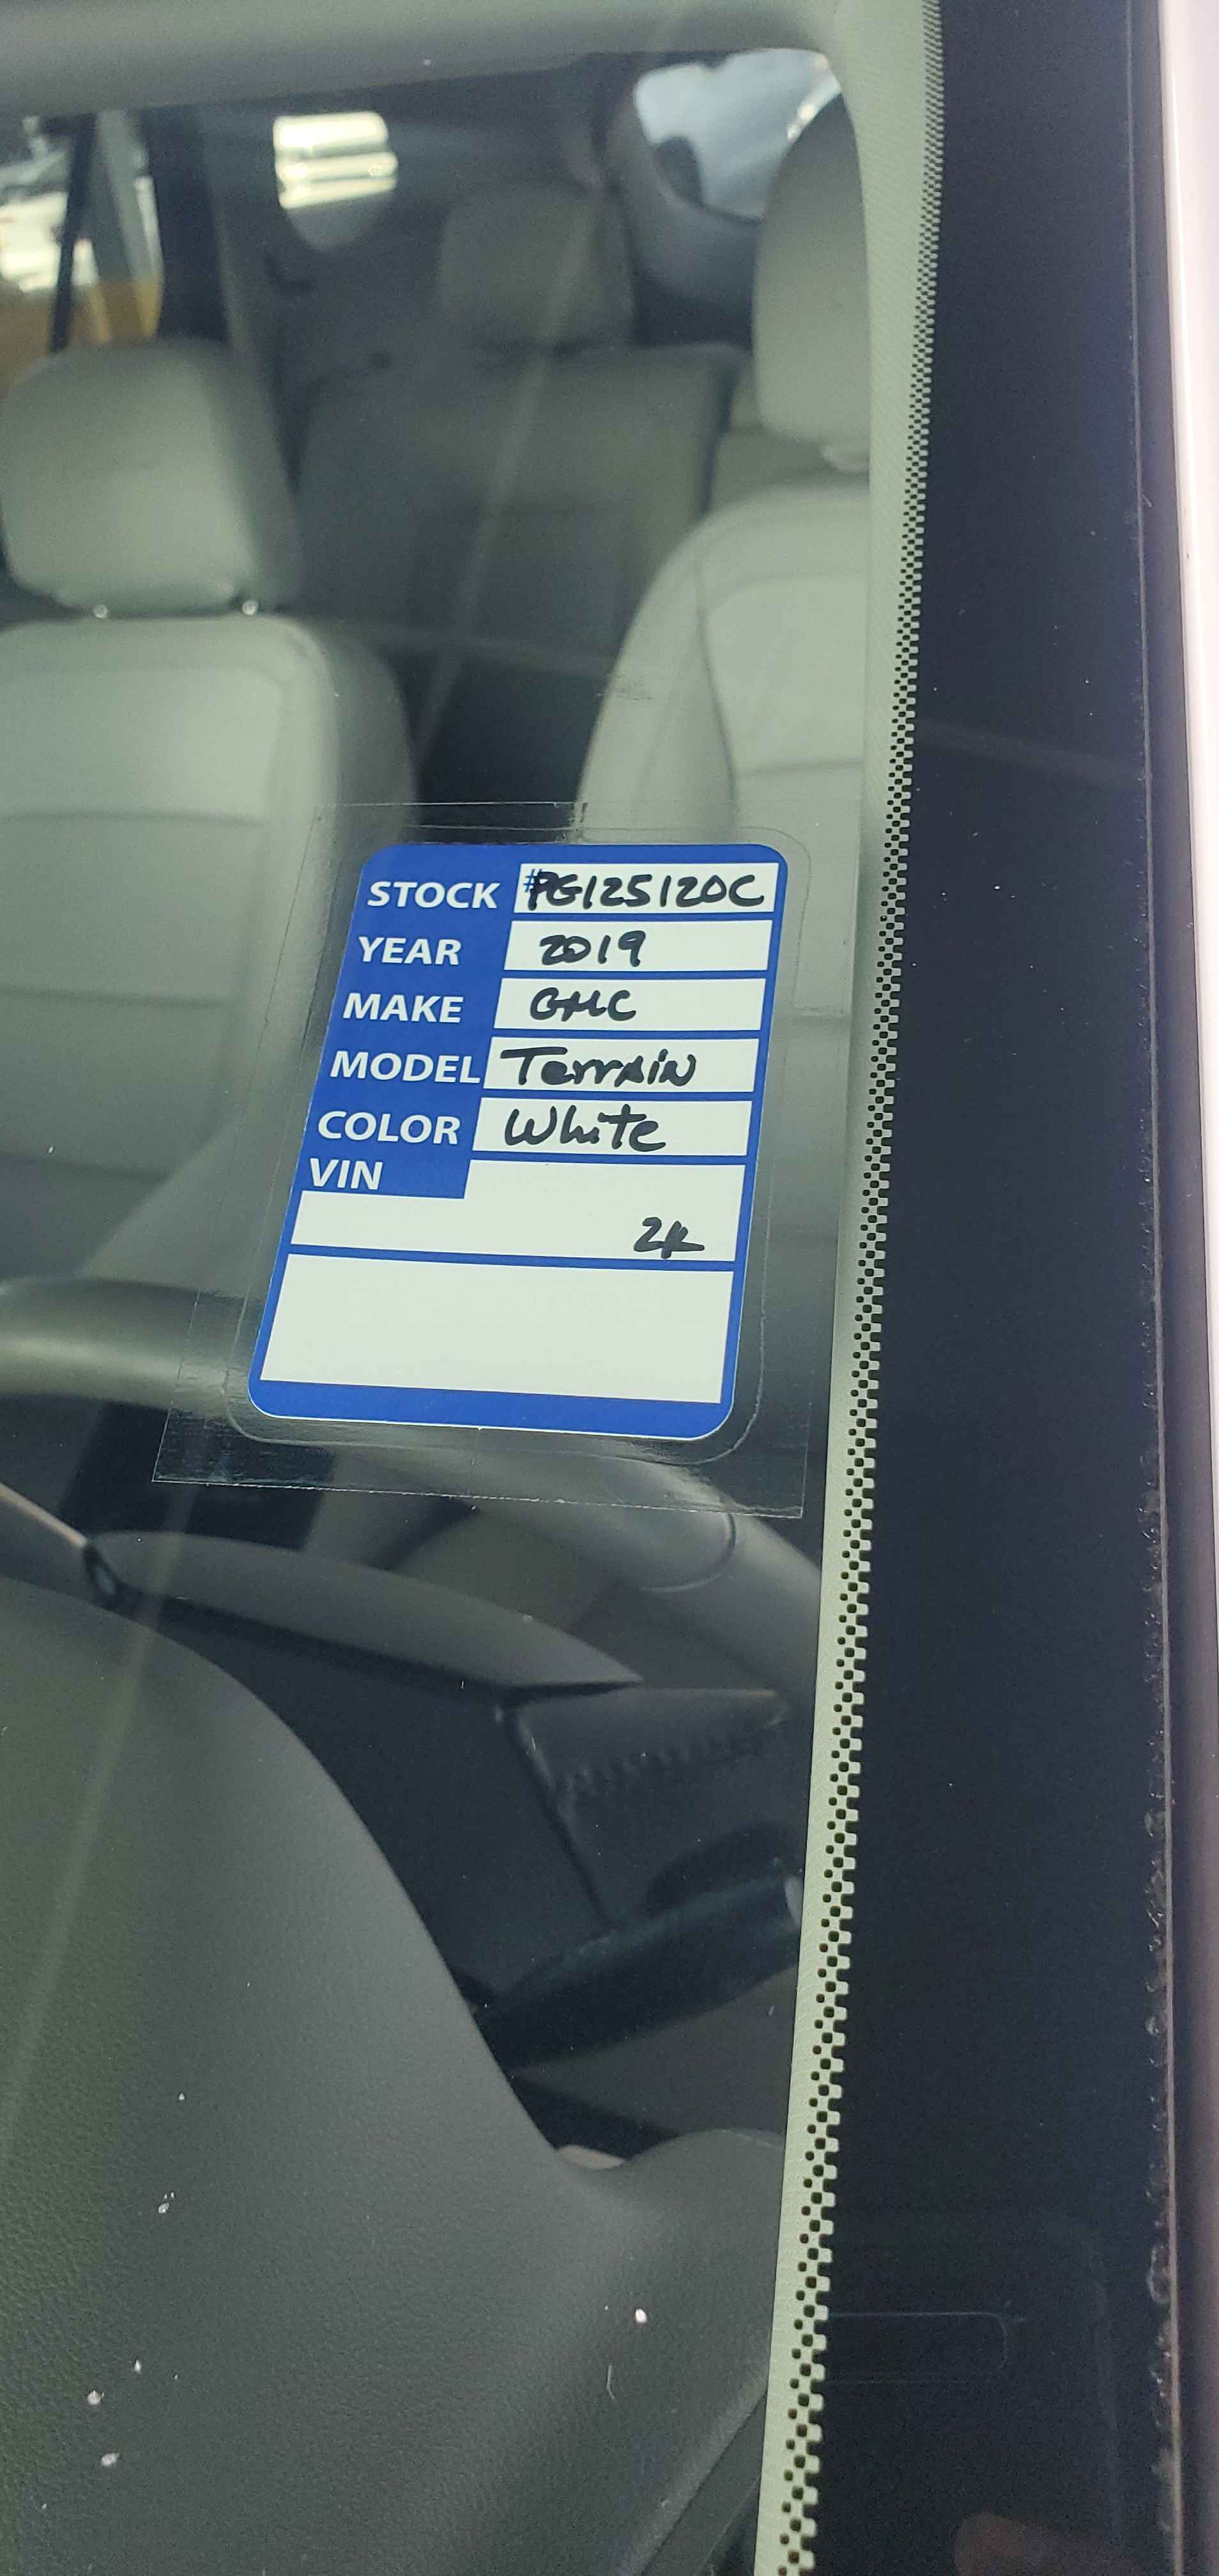 STOCK #PG125120C
YEAR 2019
MAKE GMC
MODEL Terrain
COLOR White
VIN
2k